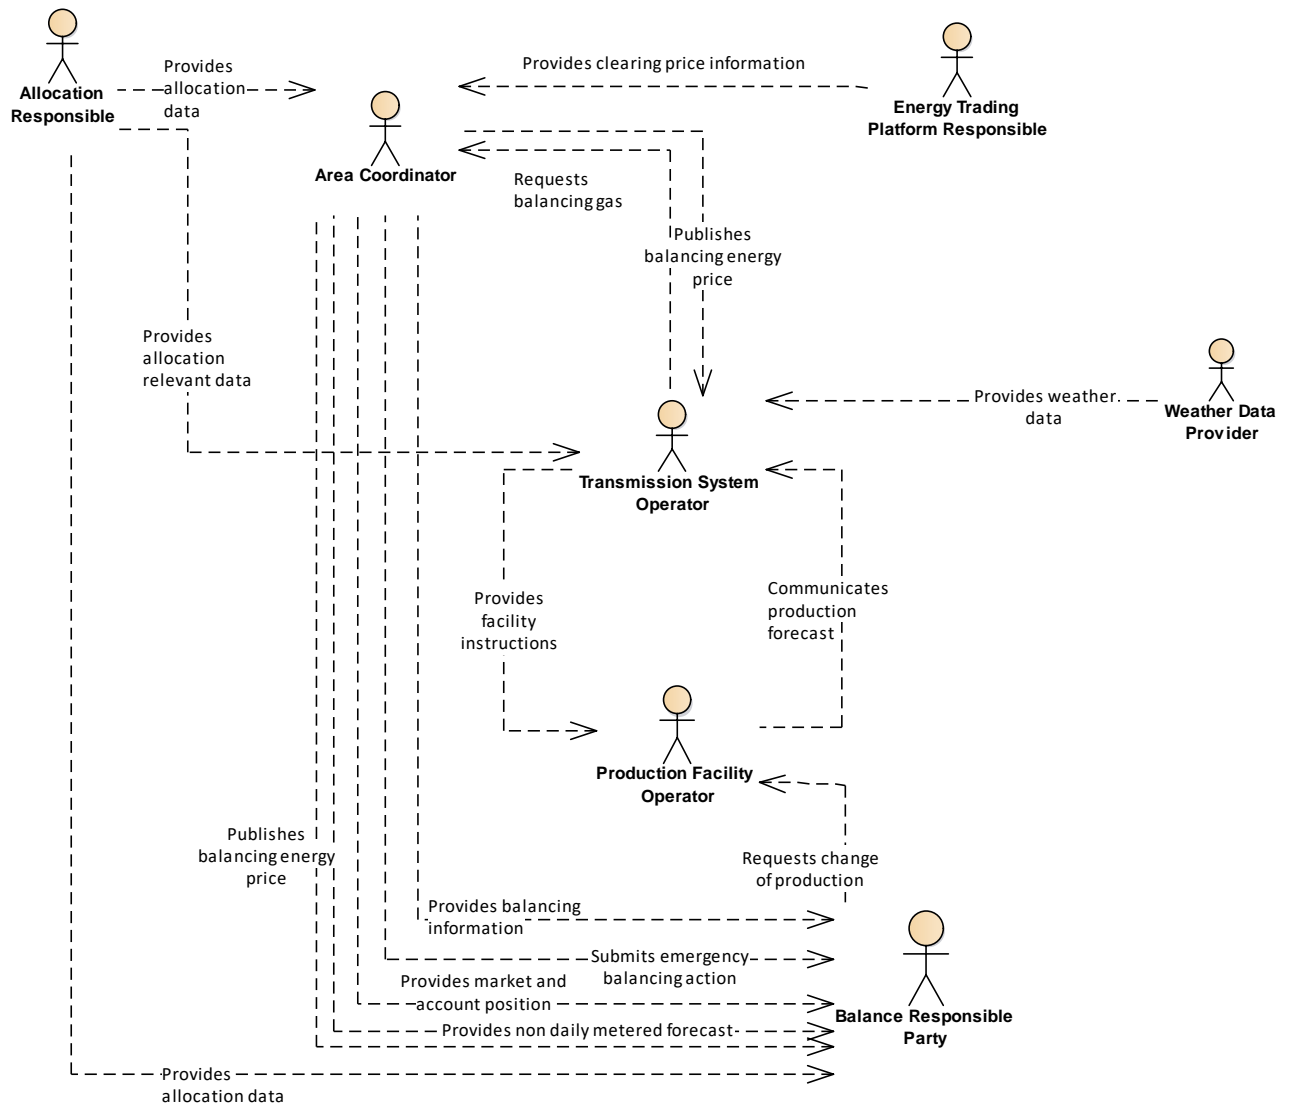 Provides
allocation
data
Allocation
Responsible
Provides clearing price information
Energy Trading
Platform Responsible
Area Coordinator
Requests
balancing gas
Publishes
balancing energy
price
Provides
allocation
relevant data
Provides weather
data
Weather Data
Provider
Transmission System
Operator
Provides
facility
instructions
Communicates
production
forecast
Production Facility
Operator
Publishes
balancing energy
price
Requests change
of production
Provides balancing
information
Submits emergency
balancing action
Provides market and
account position
Provides non daily metered forecast
Balance Responsible
Party
Provides
allocation data